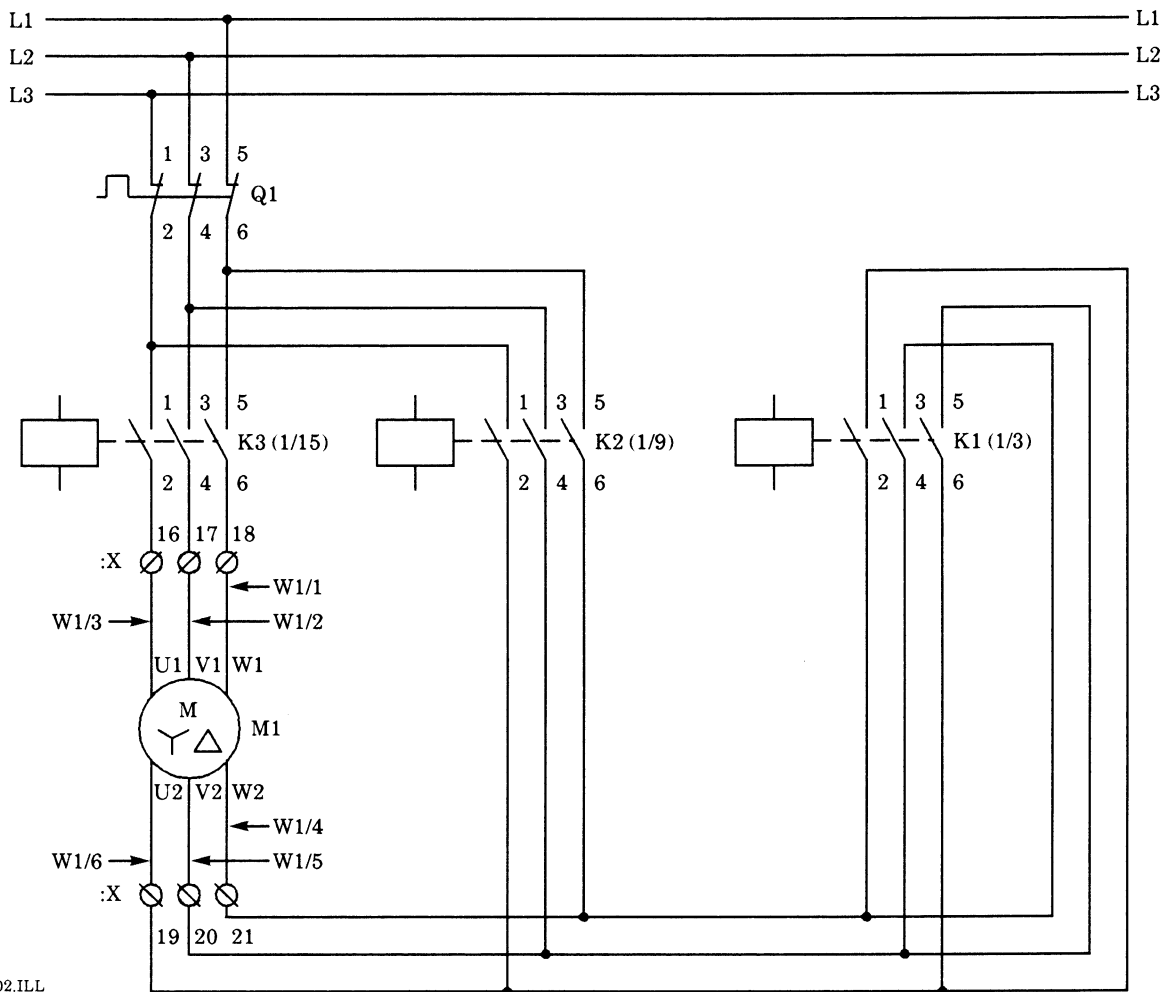 L1 L1
L2 L2
L3 L3
1 3 5
Q1
2 4 6
1 3 5 1 3 5 1 3 5
K3 (1/15) K2 (1/9) K1 (1/3)
2 4 6 2 4 6 2 4 6
16 17 18
:X
W1/1
W1/3 W1/2
U1 V1 W1
M
M1
U2 V2 W2
W1/4
W1/6 W1/5
:X
19 20 21
02.ILL